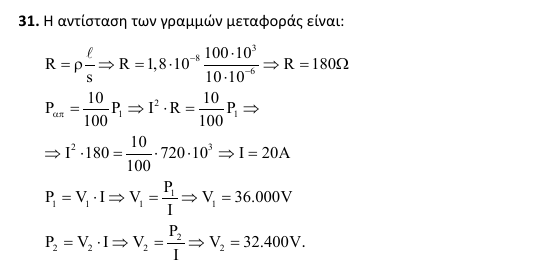 31. Η αντίσταση των γραμμών μεταφοράς είναι:
R = ρ ℓ/s ⇒ R = 1,8·10⁻⁸ 100·10³/10·10⁻⁶ ⇒ R = 180Ω
Pαπ = 10/100 P₁ ⇒ I²·R = 10/100 P₁ ⇒
⇒ I²·180 = 10/100·720·10³ ⇒ I = 20A
P₁ = V₁·I ⇒ V₁ = P₁/I ⇒ V₁ = 36.000V
P₂ = V₂·I ⇒ V₂ = P₂/I ⇒ V₂ = 32.400V.